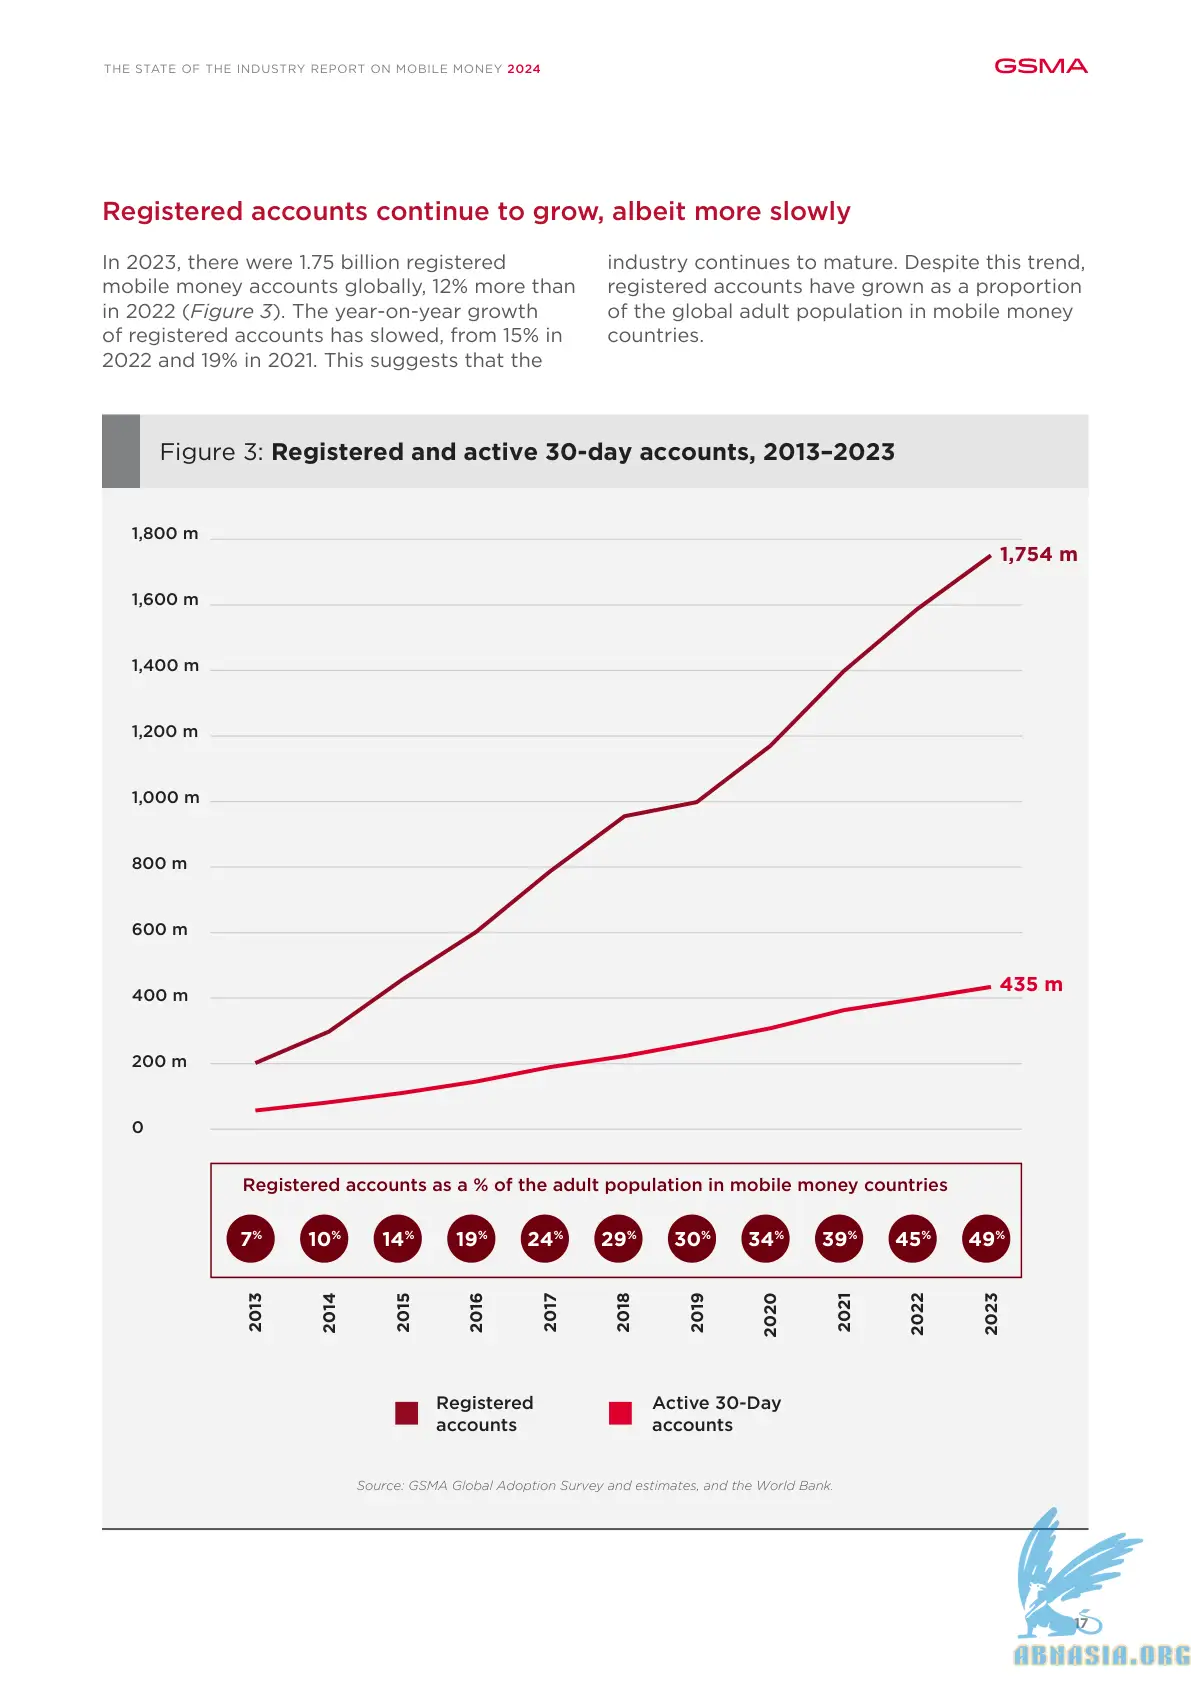 THE STATE OF THE INDUSTRY REPORT ON MOBILE MONEY 2024
GSMA
Registered accounts continue to grow, albeit more slowly
In 2023, there were 1.75 billion registered
mobile money accounts globally, 12% more than
in 2022 (Figure 3). The year-on-year growth
of registered accounts has slowed, from 15% in
2022 and 19% in 2021. This suggests that the
industry continues to mature. Despite this trend,
registered accounts have grown as a proportion
of the global adult population in mobile money
countries.
Figure 3: Registered and active 30-day accounts, 2013–2023
1,800 m
1,754 m
1,600 m
1,400 m
1,200 m
1,000 m
800 m
600 m
400 m
435 m
200 m
0
Registered accounts as a % of the adult population in mobile money countries
7% 10% 14% 19% 24% 29% 30% 34% 39% 45% 49%
2013 2014 2015 2016 2017 2018 2019 2020 2021 2022 2023
Registered
accounts
Active 30-Day
accounts
Source: GSMA Global Adoption Survey and estimates, and the World Bank.
17
ABNASIA.ORG